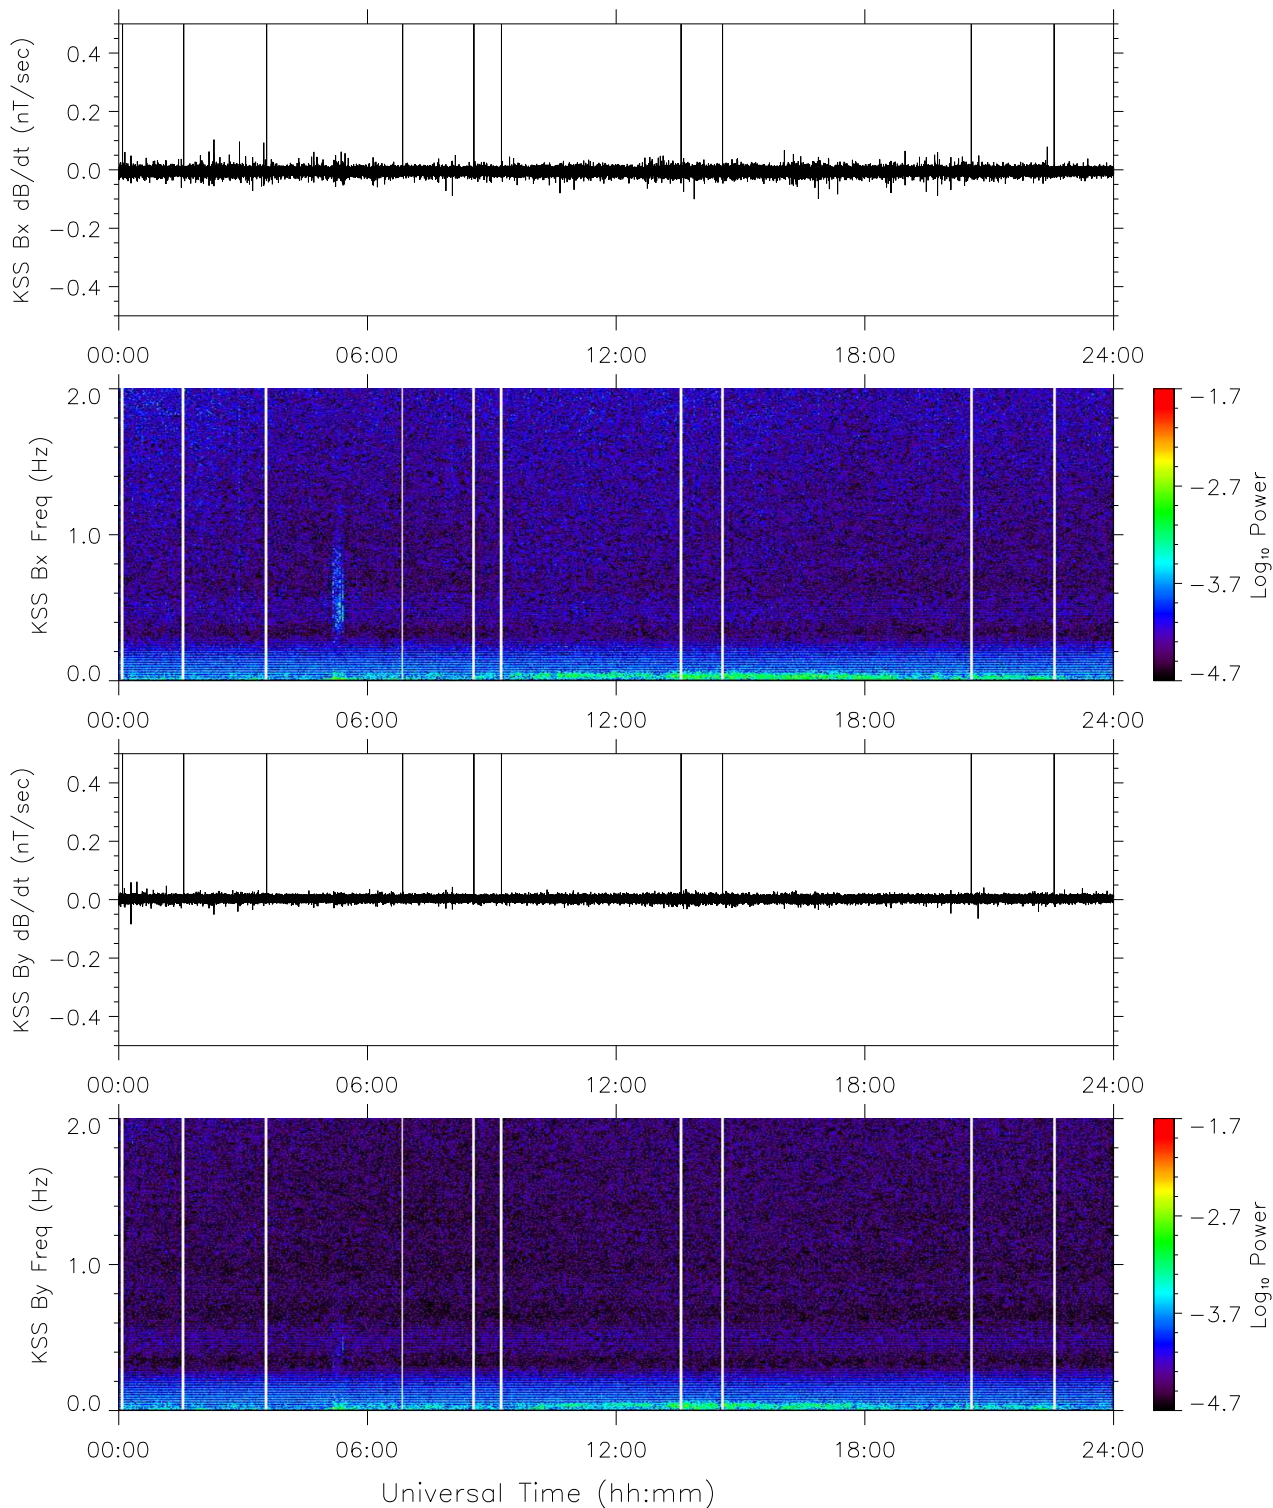 KSS Bx dB/dt (nT/sec)
0.4
0.2
0.0
−0.2
−0.4
00:00 06:00 12:00 18:00 24:00
KSS Bx Freq (Hz)
2.0
1.0
0.0
00:00 06:00 12:00 18:00 24:00
−1.7
−2.7
−3.7
−4.7
Log₁₀ Power
KSS By dB/dt (nT/sec)
0.4
0.2
0.0
−0.2
−0.4
00:00 06:00 12:00 18:00 24:00
KSS By Freq (Hz)
2.0
1.0
0.0
00:00 06:00 12:00 18:00 24:00
−1.7
−2.7
−3.7
−4.7
Log₁₀ Power
Universal Time (hh:mm)